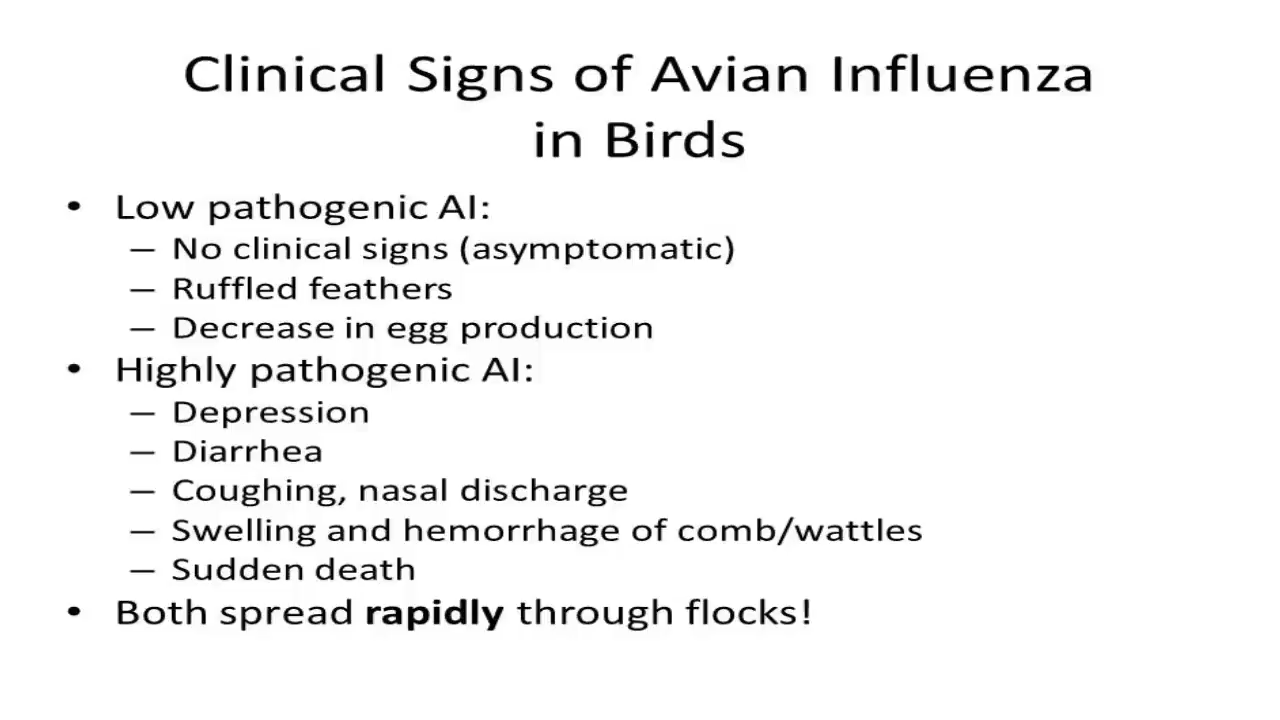 Clinical Signs of Avian Influenza
in Birds
• Low pathogenic AI:
– No clinical signs (asymptomatic)
– Ruffled feathers
– Decrease in egg production
• Highly pathogenic AI:
– Depression
– Diarrhea
– Coughing, nasal discharge
– Swelling and hemorrhage of comb/wattles
– Sudden death
• Both spread rapidly through flocks!